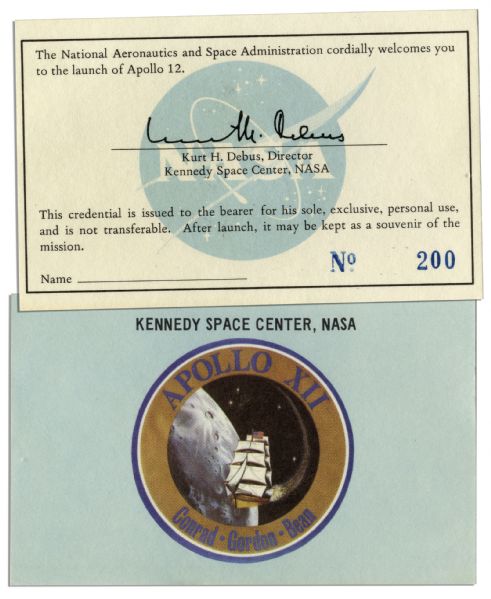 The National Aeronautics and Space Administration cordially welcomes you
to the launch of Apollo 12.
Kurt H. Debus
NASA
Kurt H. Debus, Director
Kennedy Space Center, NASA
This credential is issued to the bearer for his sole, exclusive, personal use,
and is not transferable. After launch, it may be kept as a souvenir of the
mission.
Nº 200
Name
KENNEDY SPACE CENTER, NASA
APOLLO XII
Conrad · Gordon · Bean